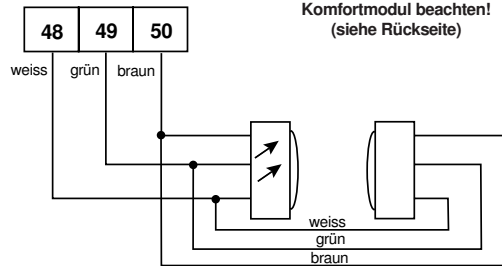 Komfortmodul beachten!
(siehe Rückseite)
48 49 50
weiss grün braun
weiss
grün
braun